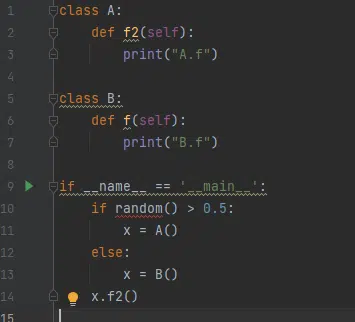 1 class A:
2     def f2(self):
3         print("A.f")
4
5 class B:
6     def f(self):
7         print("B.f")
8
9 if __name__ == '__main__':
10     if random() > 0.5:
11         x = A()
12     else:
13         x = B()
14     x.f2()
15